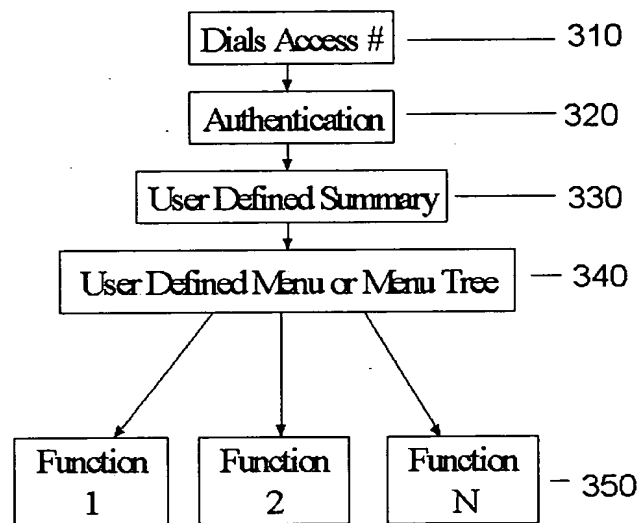 Dials Access # 310
Authentication 320
User Defined Summary 330
User Defined Menu or Menu Tree 340
Function 1
Function 2
Function N
350